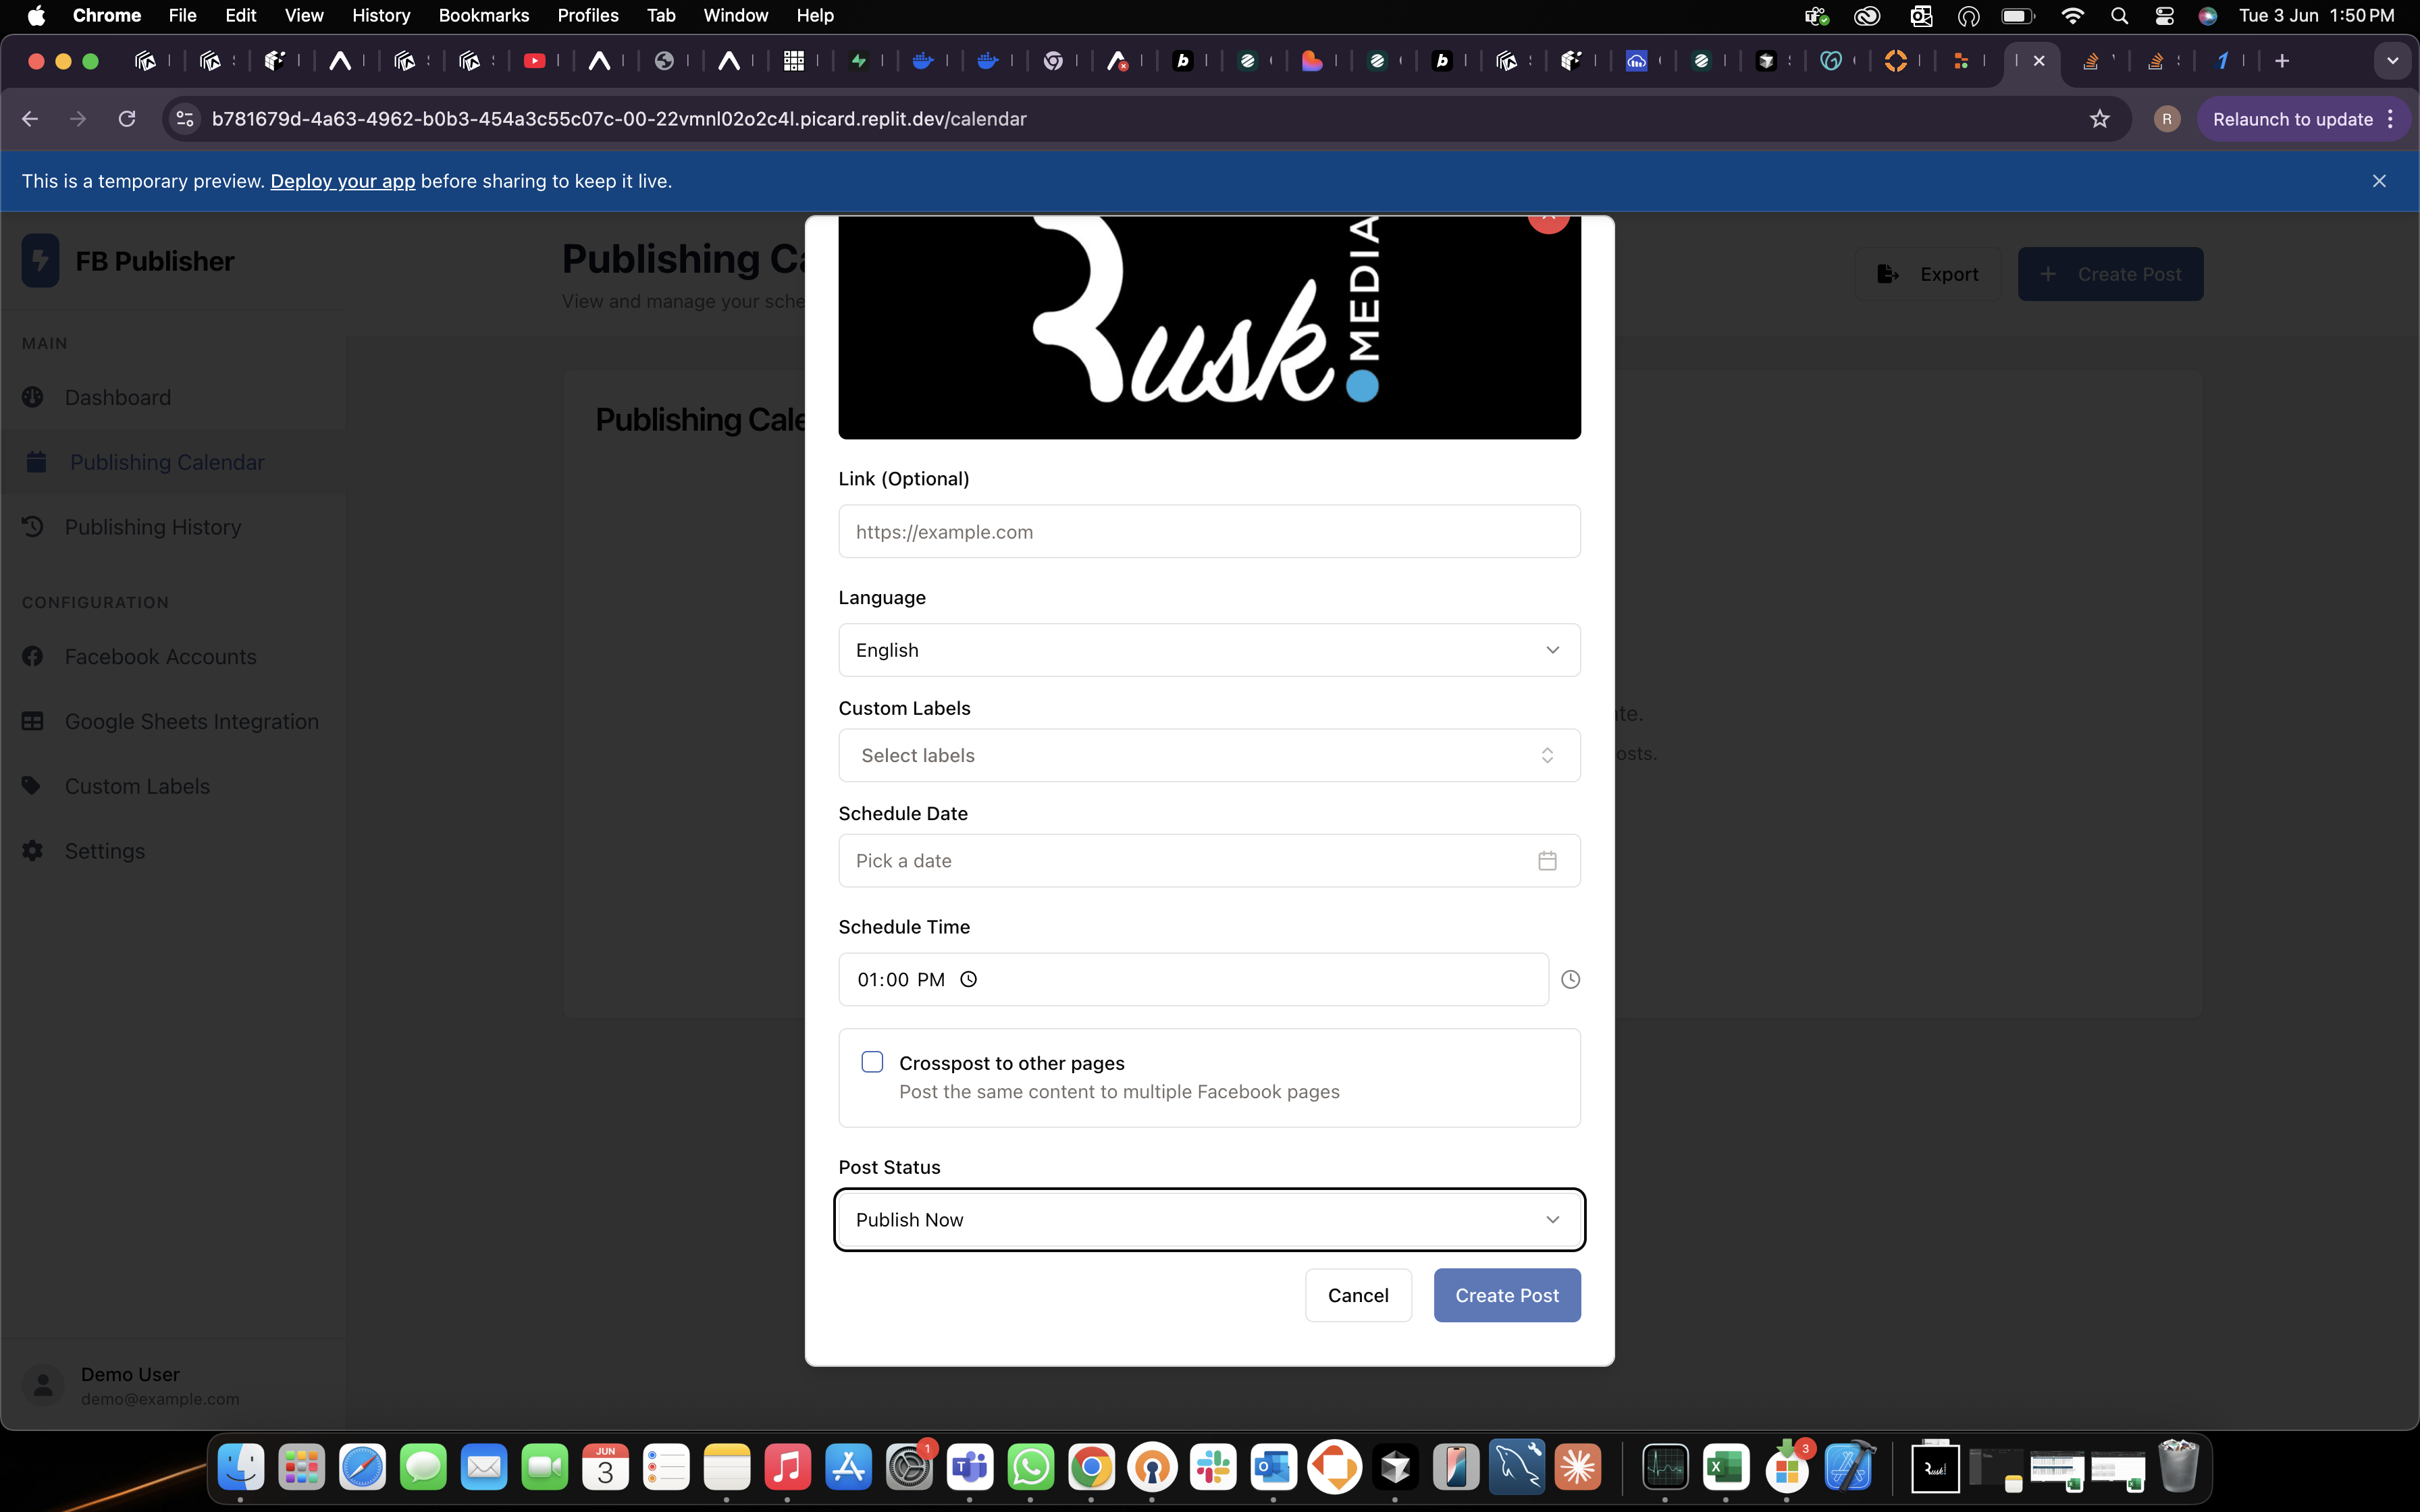 Chrome File Edit View History Bookmarks Profiles Tab Window Help
Tue 3 Jun 1:50 PM
b781679d-4a63-4962-b0b3-454a3c55c07c-00-22vmnl02o2c4l.picard.replit.dev/calendar
R
Relaunch to update
This is a temporary preview. Deploy your app before sharing to keep it live.
FB Publisher
MAIN
Dashboard
Publishing Calendar
Publishing History
CONFIGURATION
Facebook Accounts
Google Sheets Integration
Custom Labels
Settings
Demo User
demo@example.com
Publishing Ca
View and manage your sche
Export
Create Post
Publishing Cale
te.
osts.
Rusk
MEDIA
Link (Optional)
https://example.com
Language
English
Custom Labels
Select labels
Schedule Date
Pick a date
Schedule Time
01:00 PM
Crosspost to other pages
Post the same content to multiple Facebook pages
Post Status
Publish Now
Cancel
Create Post
JUN
3
1
3